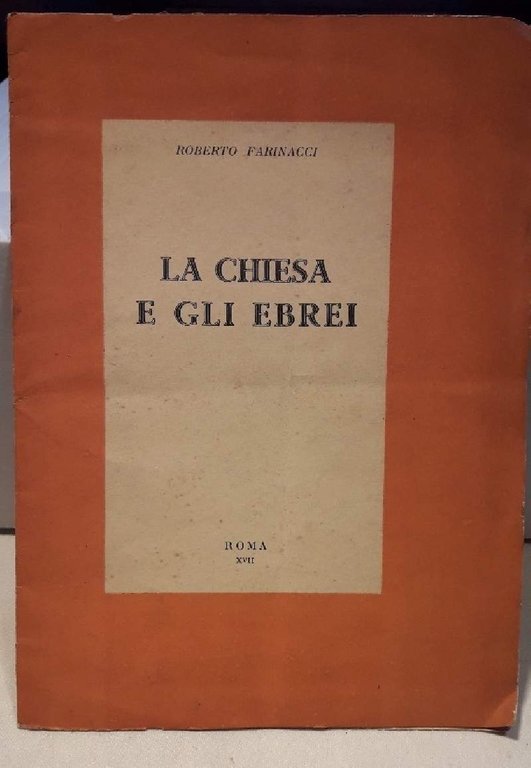 ROBERTO FARINACCI
LA CHIESA
E GLI EBREI
ROMA
XVII